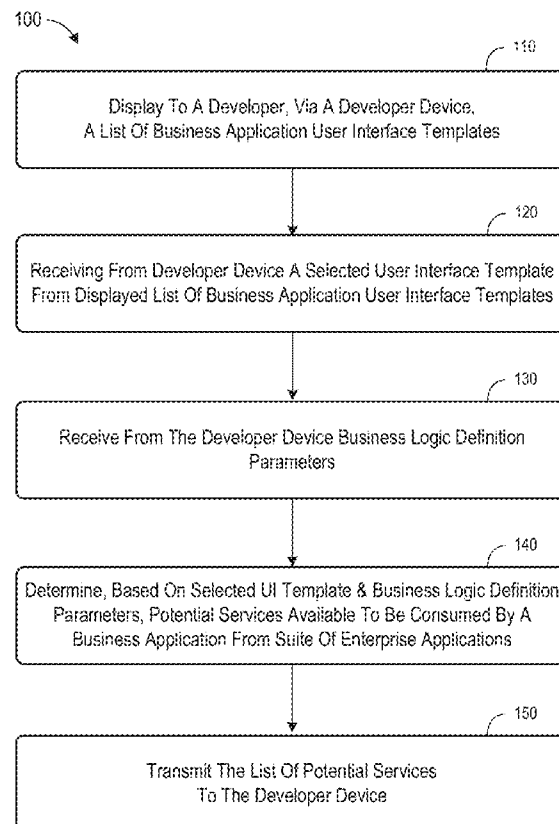 100
110
Display To A Developer, Via A Developer Device,
A List Of Business Application User Interface Templates
120
Receiving From Developer Device A Selected User Interface Template
From Displayed List Of Business Application User Interface Templates
130
Receive From The Developer Device Business Logic Definition
Parameters
140
Determine, Based On Selected UI Template & Business Logic Definition
Parameters, Potential Services Available To Be Consumed By A
Business Application From Suite Of Enterprise Applications
150
Transmit The List Of Potential Services
To The Developer Device